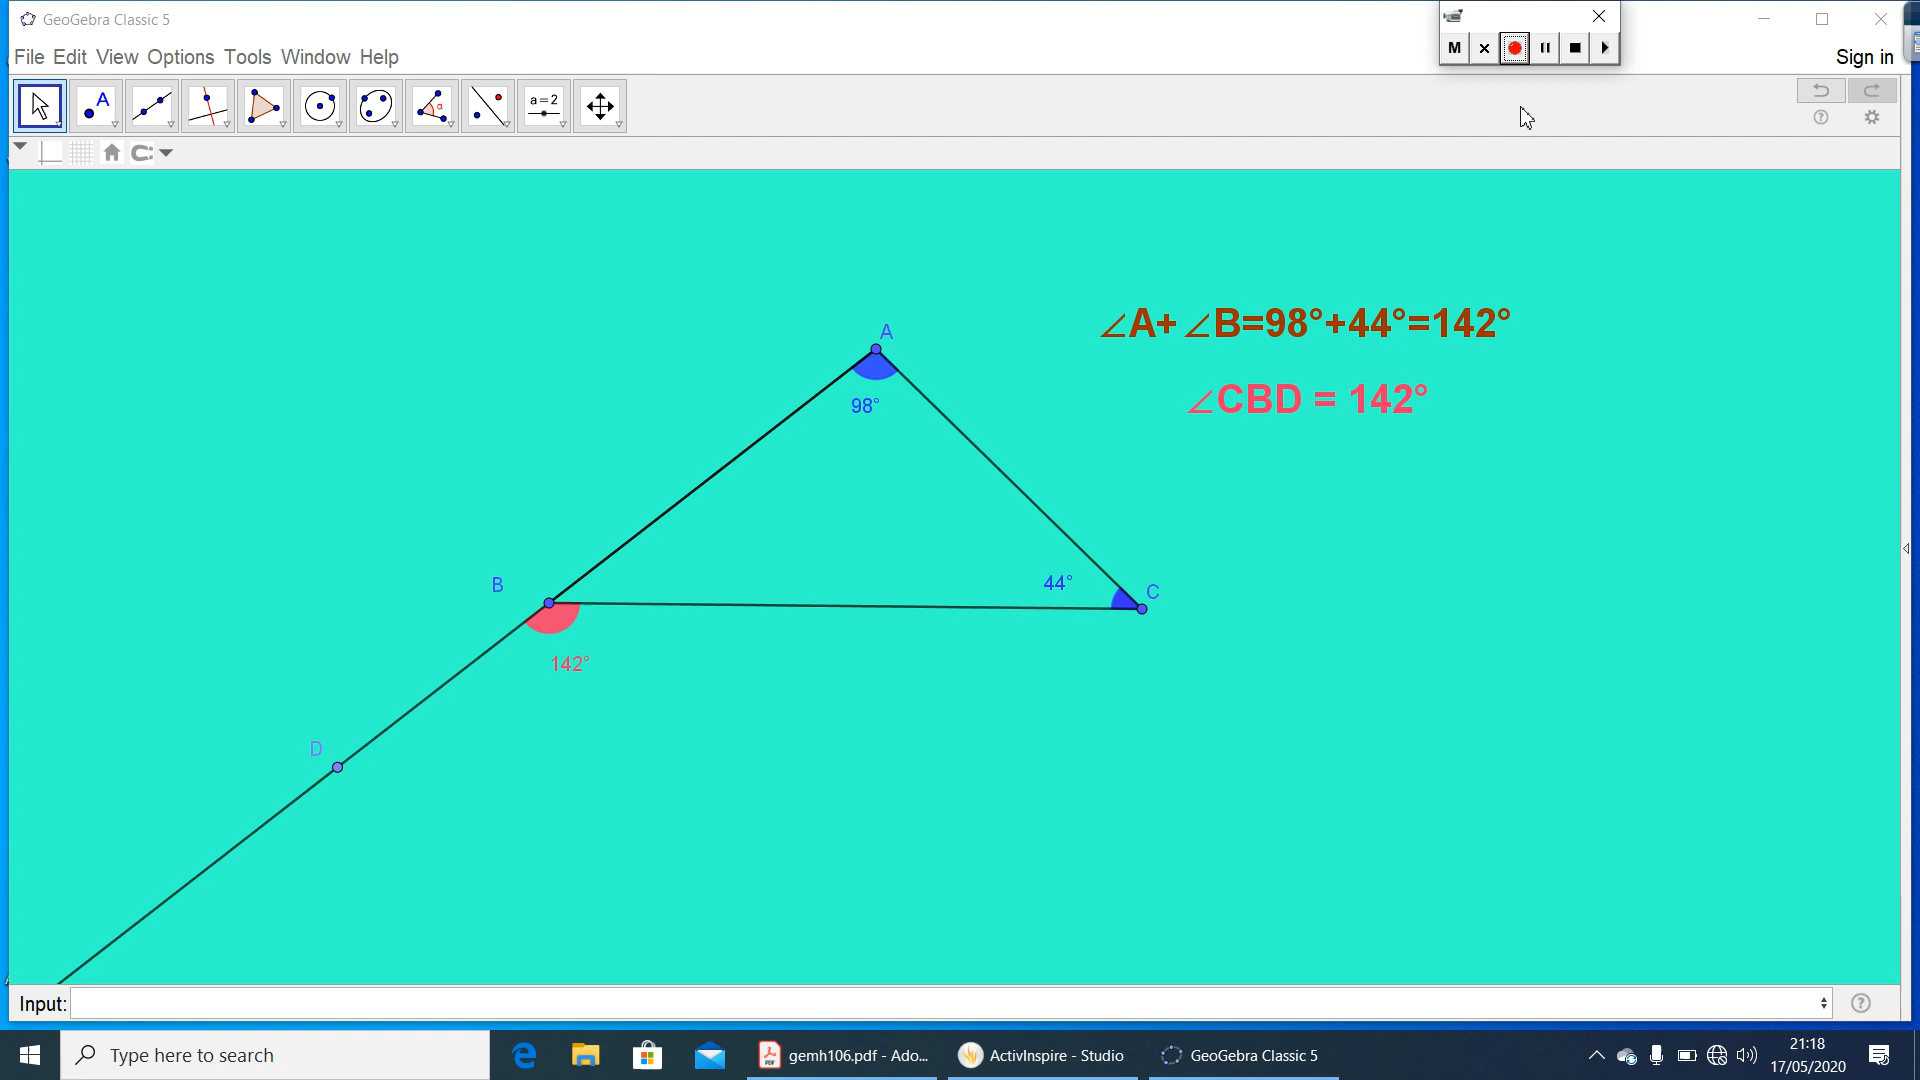 GeoGebra Classic 5
M
File Edit View Options Tools Window Help
Sign in
A
α
a=2
∠A+∠B=98°+44°=142°
∠CBD = 142°
A
98°
B
44°
C
142°
D
Input:
Type here to search
gemh106.pdf - Ado...
ActivInspire - Studio
GeoGebra Classic 5
21:18
17/05/2020